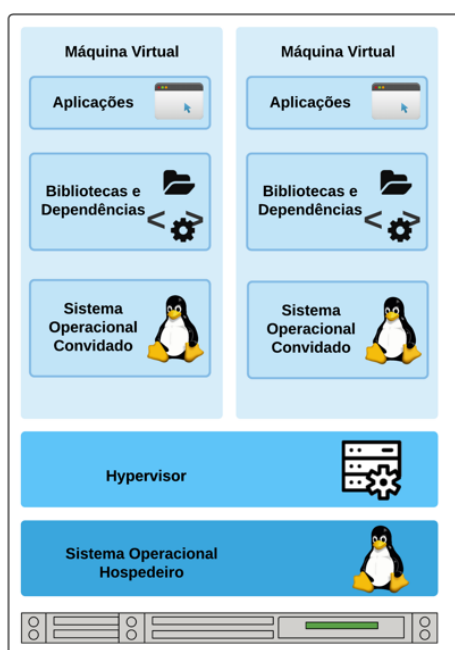 Máquina Virtual
Aplicações
Bibliotecas e
Dependências
Sistema
Operacional
Convidado
Máquina Virtual
Aplicações
Bibliotecas e
Dependências
Sistema
Operacional
Convidado
Hypervisor
Sistema Operacional
Hospedeiro